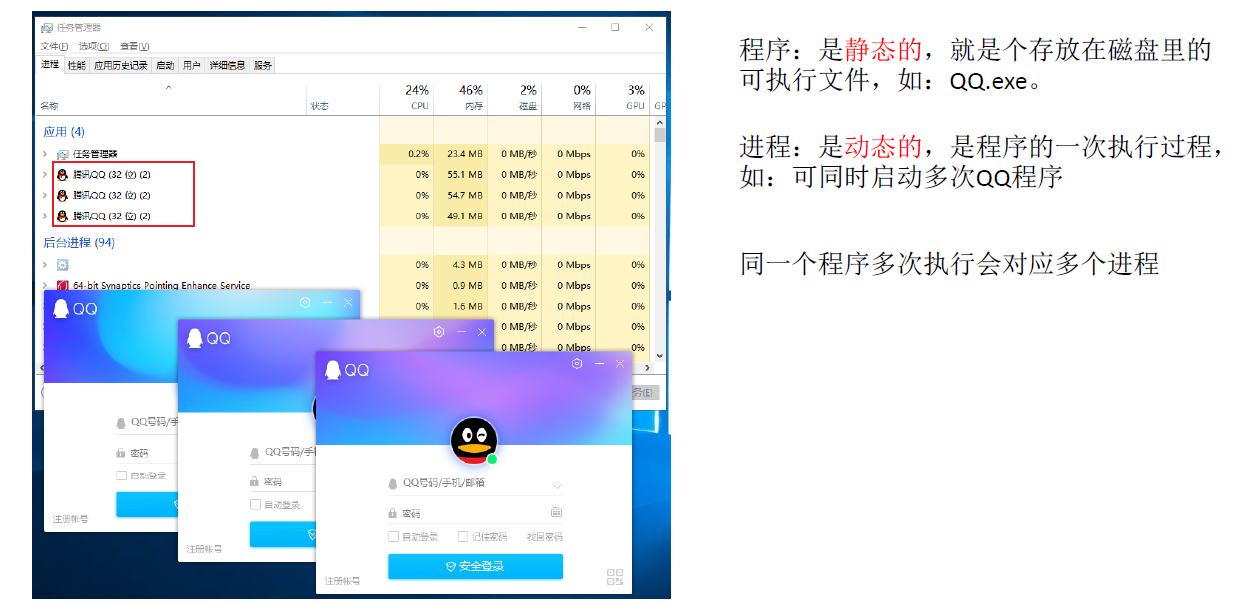 任务管理器
文件(F) 选项(O) 查看(V)
进程 性能 应用历史记录 启动 用户 详细信息 服务
24% 46% 2% 0% 3%
名称 状态 CPU 内存 磁盘 网络 GPU GP
应用 (4)
任务管理器 0.2% 23.4 MB 0 MB/秒 0 Mbps 0%
腾讯QQ (32 位) (2) 0% 55.1 MB 0 MB/秒 0 Mbps 0%
腾讯QQ (32 位) (2) 0% 54.7 MB 0 MB/秒 0 Mbps 0%
腾讯QQ (32 位) (2) 0% 49.1 MB 0 MB/秒 0 Mbps 0%
后台进程 (94)
0% 4.3 MB 0 MB/秒 0 Mbps 0%
64-bit Synaptics Pointing Enhance Service 0% 0.9 MB 0 MB/秒 0 Mbps 0%
0% 1.6 MB 0 MB/秒 0 Mbps 0%
0 MB/秒 0 Mbps 0%
0 MB/秒 0 Mbps 0%
务(E)
QQ
QQ号码/手
密码
自动登录
注册帐号
QQ
QQ号码/手
密码
自动登录
注册帐号
QQ
QQ号码/手机/邮箱
密码
自动登录 记住密码 找回密码
安全登录
注册帐号
程序：是静态的，就是个存放在磁盘里的
可执行文件，如：QQ.exe。
进程：是动态的，是程序的一次执行过程，
如：可同时启动多次QQ程序
同一个程序多次执行会对应多个进程